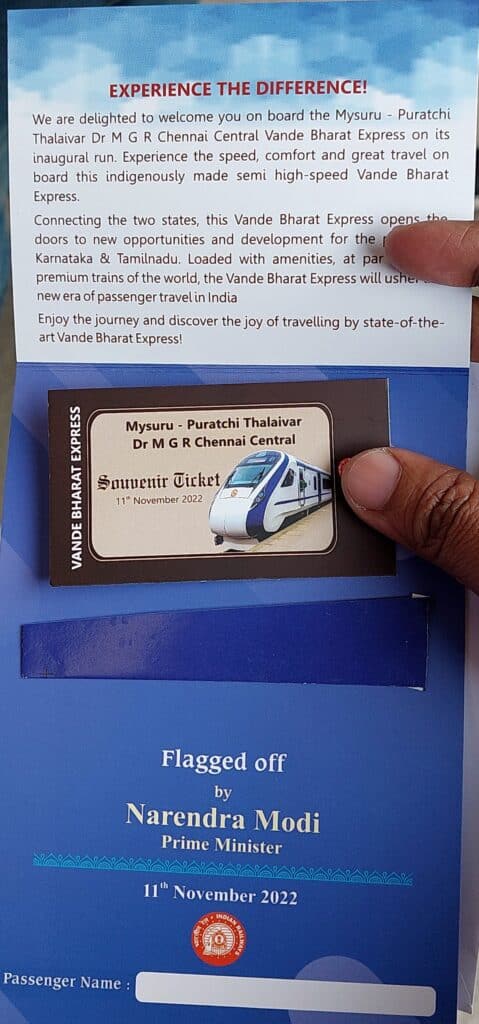 EXPERIENCE THE DIFFERENCE!
We are delighted to welcome you on board the Mysuru - Puratchi
Thalaivar Dr M G R Chennai Central Vande Bharat Express on its
inaugural run. Experience the speed, comfort and great travel on
board this indigenously made semi high-speed Vande Bharat
Express.
Connecting the two states, this Vande Bharat Express opens the
doors to new opportunities and development for the
Karnataka & Tamilnadu. Loaded with amenities, at par
premium trains of the world, the Vande Bharat Express will
new era of passenger travel in India
Enjoy the journey and discover the joy of travelling by state-of-the-
art Vande Bharat Express!
VANDE BHARAT EXPRESS
Mysuru - Puratchi Thalaivar
Dr M G R Chennai Central
Souvenir Ticket
11th November 2022
Flagged off
by
Narendra Modi
Prime Minister
11th November 2022
भारतीय रेल
INDIAN RAILWAYS
Passenger Name :